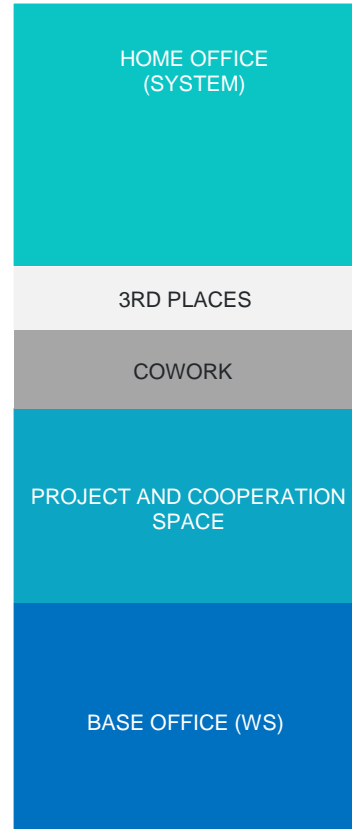 HOME OFFICE
(SYSTEM)
3RD PLACES
COWORK
PROJECT AND COOPERATION
SPACE
BASE OFFICE (WS)